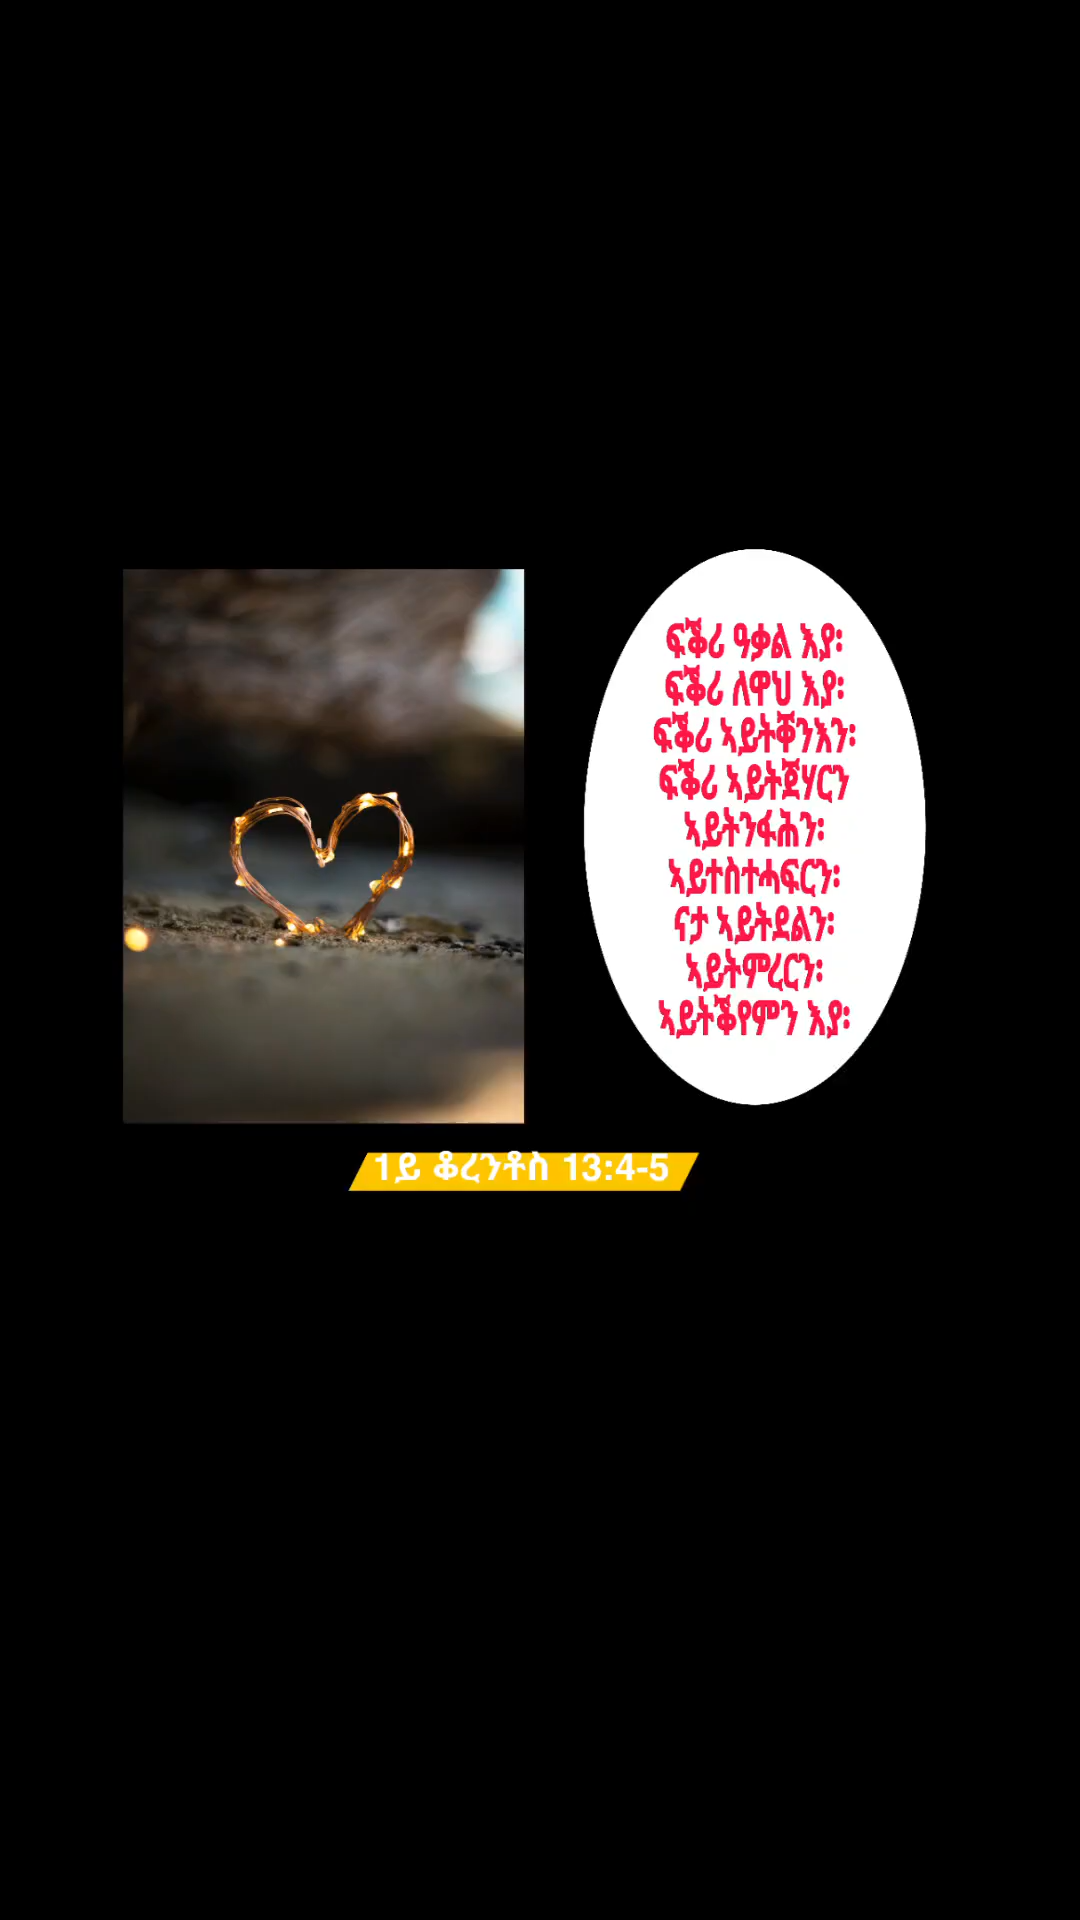 ፍቕሪ ዓቃል እያ፡
ፍቕሪ ለዋህ እያ፡
ፍቕሪ ኣይትቐንእን፡
ፍቕሪ ኣይትጀሃርን
ኣይትንፋሕን፡
ኣይተስተሓፍርን፡
ናታ ኣይትደልን፡
ኣይትምረርን፡
ኣይትቕየምን እያ፡
1ይ ቆረንቶስ 13:4-5